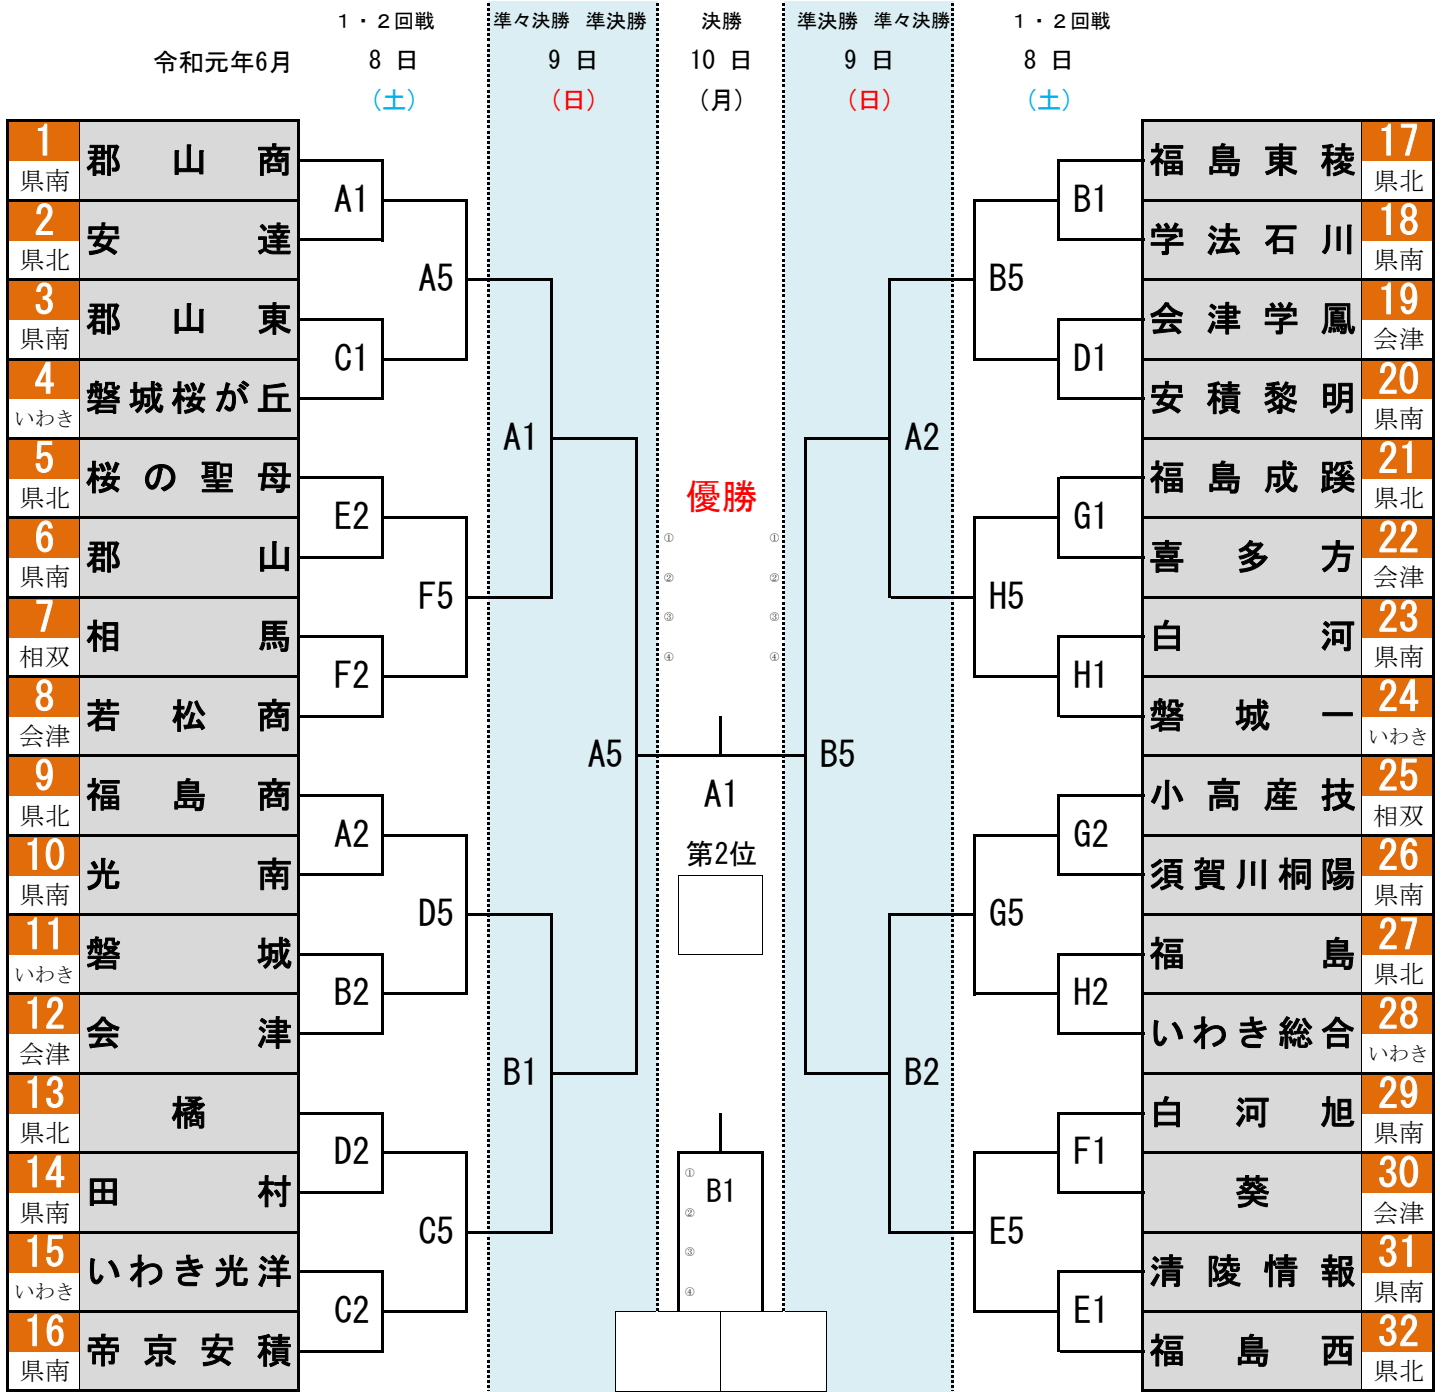 1・2回戦 準々決勝 準決勝 決勝 準決勝 準々決勝 1・2回戦
令和元年6月 8 日 9 日 10 日 9 日 8 日
(土) (日) (月) (日) (土)
1 県南 郡山商
2 県北 安達
3 県南 郡山東
4 いわき 磐城桜が丘
5 県北 桜の聖母
6 県南 郡山
7 相双 相馬
8 会津 若松商
9 県北 福島商
10 県南 光南
11 いわき 磐城
12 会津 会津
13 県北 橘
14 県南 田村
15 いわき いわき光洋
16 県南 帝京安積
A1
C1
E2
F2
A2
B2
D2
C2
A5
F5
D5
C5
A1
B1
A5
優勝
① ①
② ②
③ ③
④ ④
A1
第2位
B1
①
②
③
④
B5
A2
B2
B5
H5
G5
E5
B1
D1
G1
H1
G2
H2
F1
E1
福島東稜 17 県北
学法石川 18 県南
会津学鳳 19 会津
安積黎明 20 県南
福島成蹊 21 県北
喜多方 22 会津
白河 23 県南
磐城一 24 いわき
小高産技 25 相双
須賀川桐陽 26 県南
福島 27 県北
いわき総合 28 いわき
白河旭 29 県南
葵 30 会津
清陵情報 31 県南
福島西 32 県北